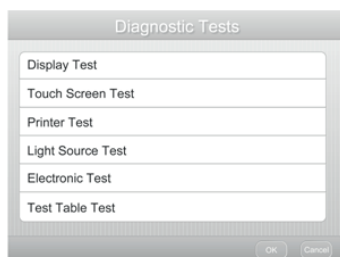 Diagnostic Tests
Display Test
Touch Screen Test
Printer Test
Light Source Test
Electronic Test
Test Table Test
OK
Cancel